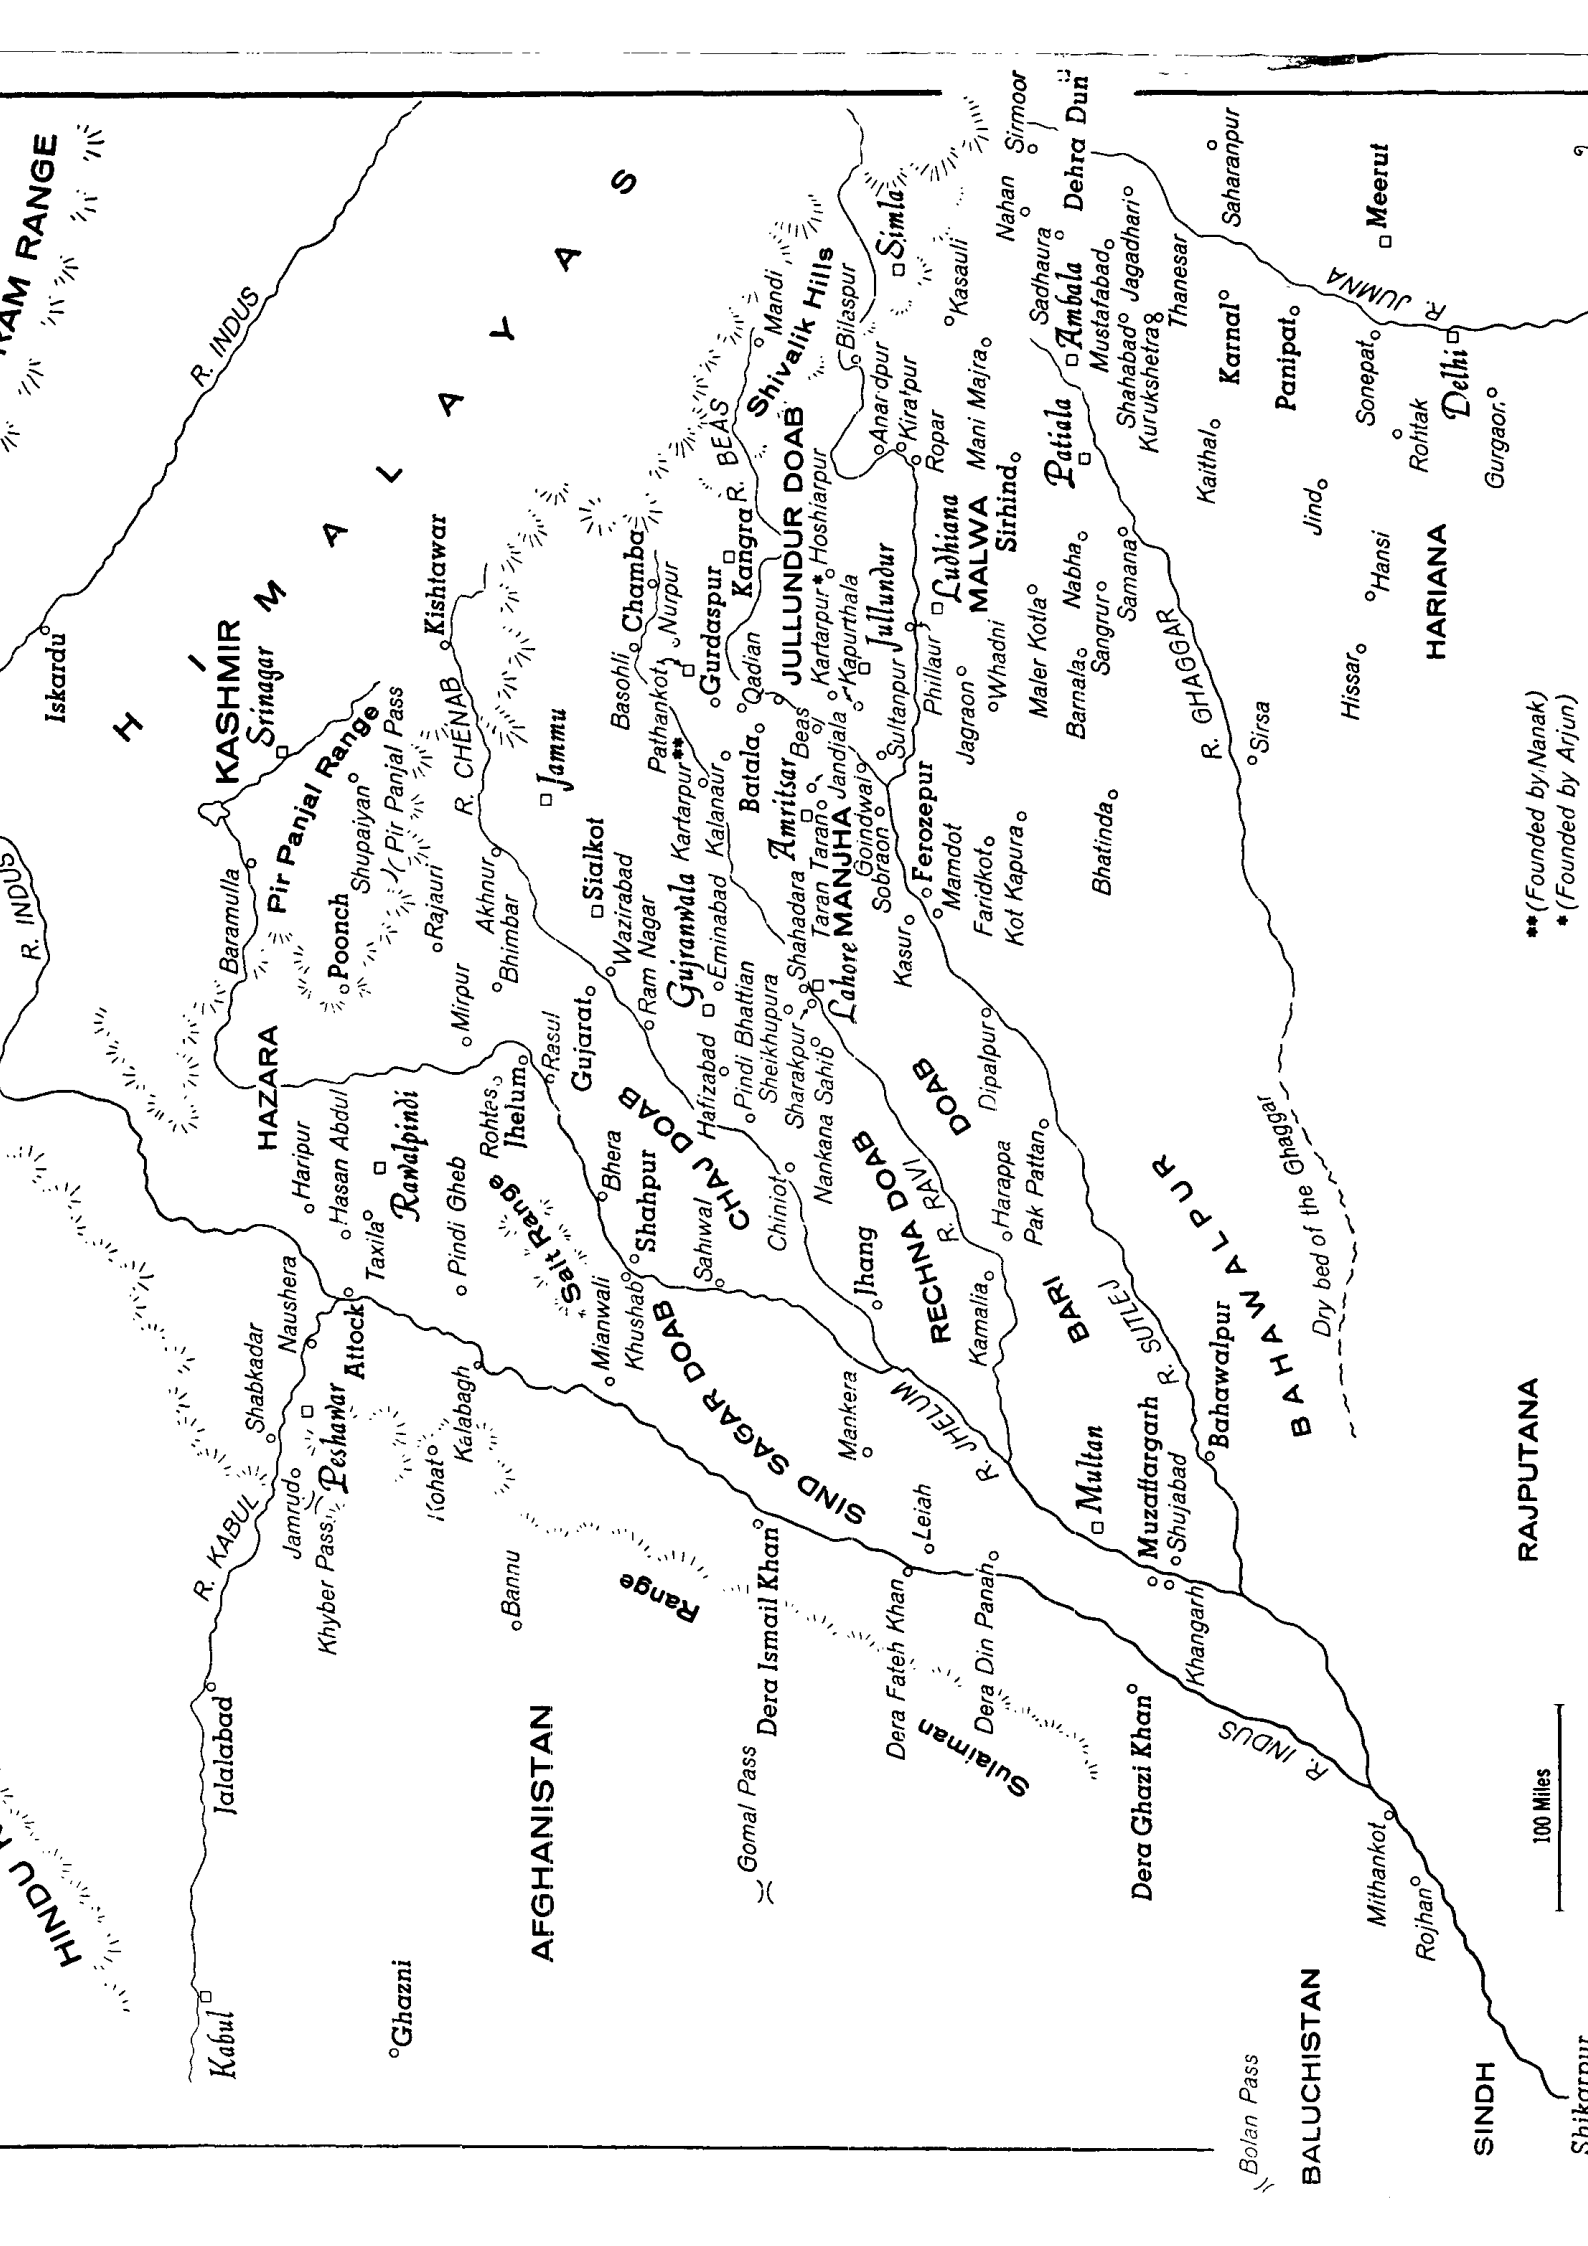 RAM RANGE
R. INDUS
Iskardu
H I M A L A Y A S
R. INDUS
HINDU
KASHMIR
Srinagar
Baramulla
Pir Panjal Range
Shupaiyan
Pir Panjal Pass
Poonch
Rajauri
Kishtawar
R. CHENAB
HAZARA
Haripur
Hasan Abdul
Taxila
Rawalpindi
Pindi Gheb
Mirpur
Akhnur
Bhimbar
Jammu
Rohtas
Jhelum
Rasul
Gujarat
Salt Range
Shabkadar
Naushera
Attock
Peshawar
Jamrud
Khyber Pass
R. KABUL
Jalalabad
Kabul
Ghazni
Kohat
Kalabagh
Bannu
AFGHANISTAN
Mianwali
Khushab
Bhera
Shahpur
Sahiwal
CHAJ DOAB
SIND SAGAR DOAB
Sialkot
Wazirabad
Ram Nagar
Gujranwala
Eminabad
Hafizabad
Pindi Bhattian
Sheikhupura
Sharakpur
Nankana Sahib
Chiniot
Jhang
RECHNA DOAB
R. RAVI
Basohli
Chamba
Pathankot
Nurpur
Kartarpur**
Kalanaur
Gurdaspur
Kangra
R. BEAS
Mandi
Shivalik Hills
Batala
Qadian
JULLUNDUR DOAB
Kartarpur*
Hoshiarpur
Kapurthala
Jullundur
Amritsar
Beas
Jandiala
Taran Taran
MANJHA
Goindwal
Sobraon
Sultanpur
Shahadara
Lahore
Kasur
Ferozepur
Mamdot
Faridkot
Kot Kapura
Phillaur
Ludhiana
MALWA
Jagraon
Whadni
Bilaspur
Simla
Kasauli
Anardpur
Kiratpur
Ropar
Mani Majra
Sirhind
Nahan
Sirmoor
Dehra Dun
Sadhaura
Ambala
Mustafabad
Jagadhari
Shahabad
Kurukshetra
Thanesar
Patiala
Maler Kotla
Nabha
Barnala
Sangrur
Samana
Bhatinda
R. GHAGGAR
Sirsa
Saharanpur
Karnal
Kaithal
Panipat
Meerut
R. JUMNA
Sonepat
Rohtak
Delhi
Gurgaon
Jind
Hansi
Hissar
HARIANA
BARI DOAB
Dipalpur
Harappa
Pak Pattan
Kamalia
R. SUTLEJ
R. JHELUM
Mankera
Leiah
Multan
Muzaffargarh
Shujabad
Khangarh
Bahawalpur
BAHAWALPUR
Dry bed of the Ghaggar
Dera Ismail Khan
Gomal Pass
Sulaiman Range
Dera Fateh Khan
Dera Din Panah
Dera Ghazi Khan
R. INDUS
Mithankot
Rojhan
RAJPUTANA
Bolan Pass
BALUCHISTAN
SINDH
Shikarpur
100 Miles
**(Founded by Nanak)
*(Founded by Arjun)